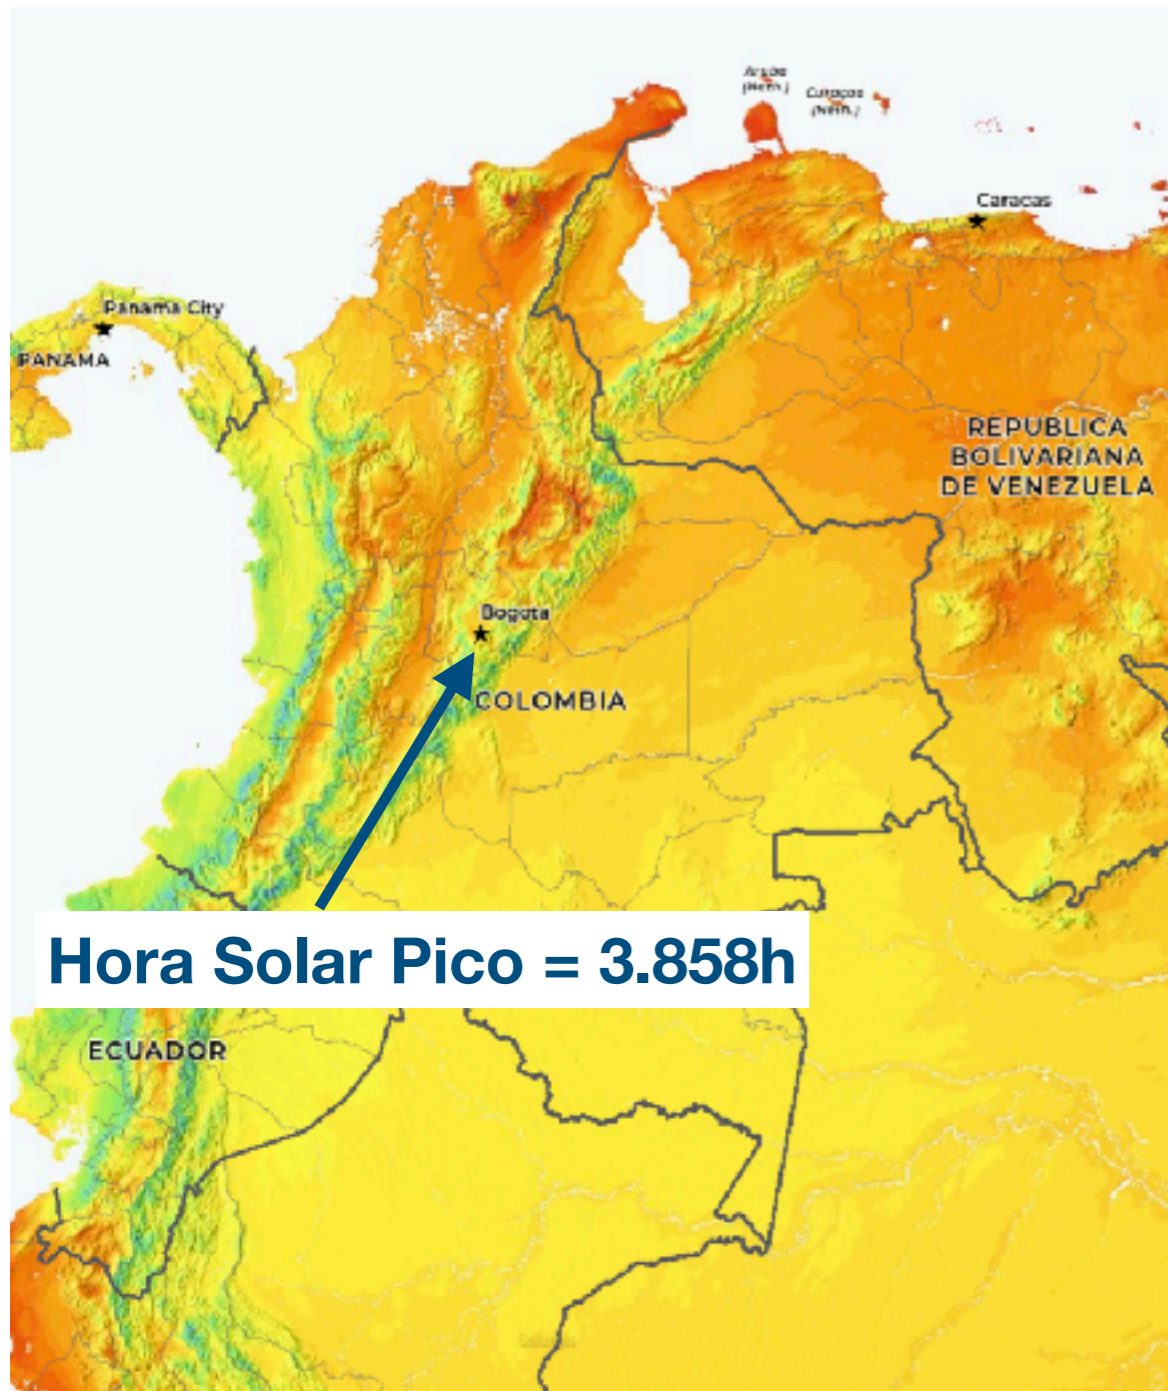 Aruba
(Neth.)
Curaçao
(Neth.)
Caracas
Panama City
PANAMA
REPUBLICA
BOLIVARIANA
DE VENEZUELA
Bogota
COLOMBIA
Hora Solar Pico = 3.858h
ECUADOR